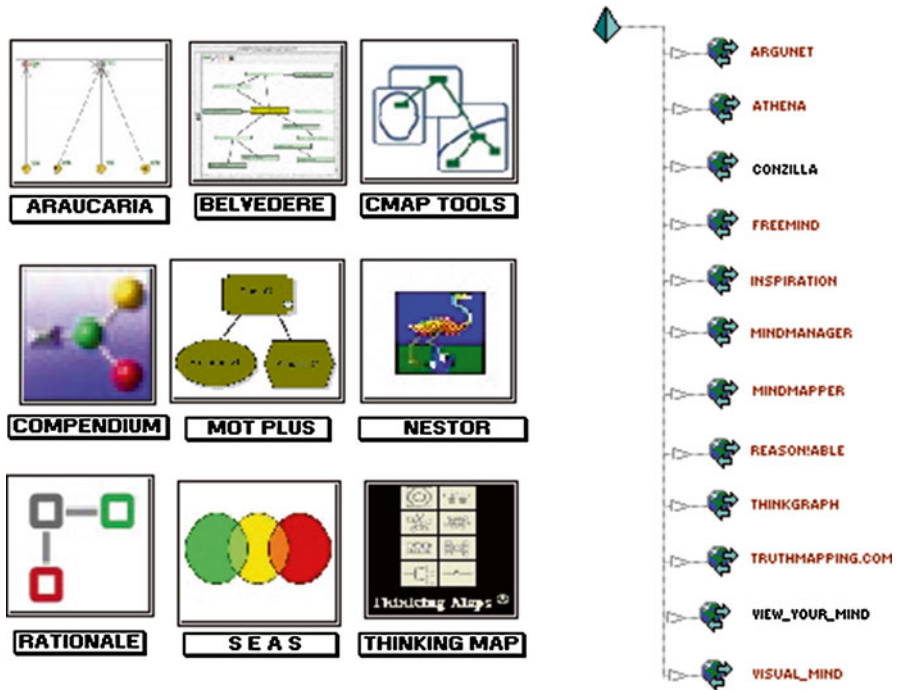 ARAUCARIA
BELVEDERE
CMAP TOOLS
COMPENDIUM
MOT PLUS
NESTOR
RATIONALE
S E A S
Thinking Maps ®
THINKING MAP
ARGUNET
ATHENA
CONZILLA
FREEMIND
INSPIRATION
MINDMANAGER
MINDMAPPER
REASON!ABLE
THINKGRAPH
TRUTHMAPPING.COM
VIEW_YOUR_MIND
VISUAL_MIND